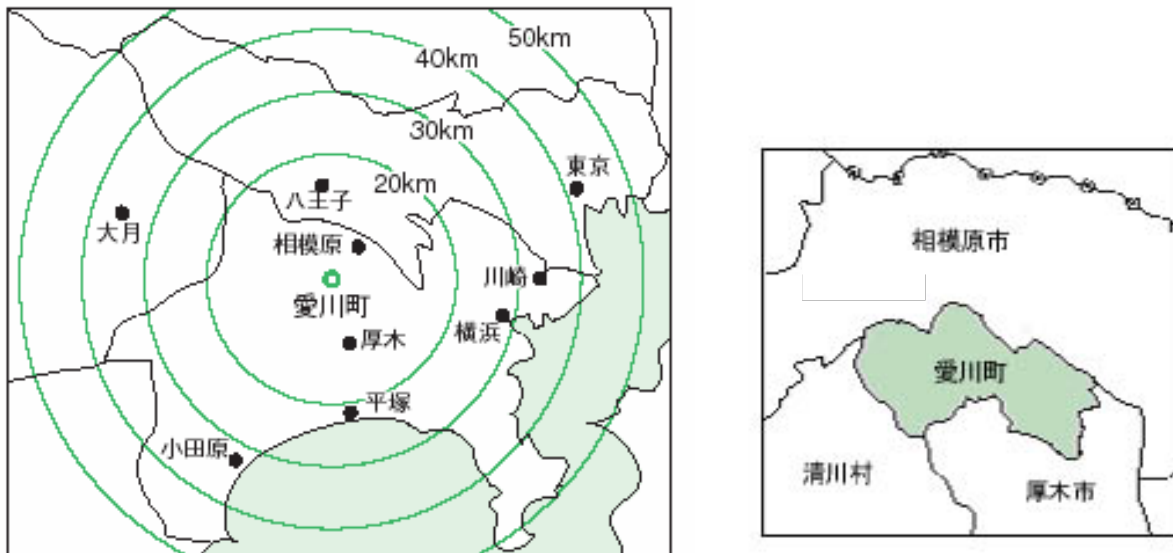 50km
40km
30km
20km
東京
八王子
大月
相模原
川崎
愛川町
横浜
厚木
平塚
小田原
相模原市
愛川町
清川村
厚木市